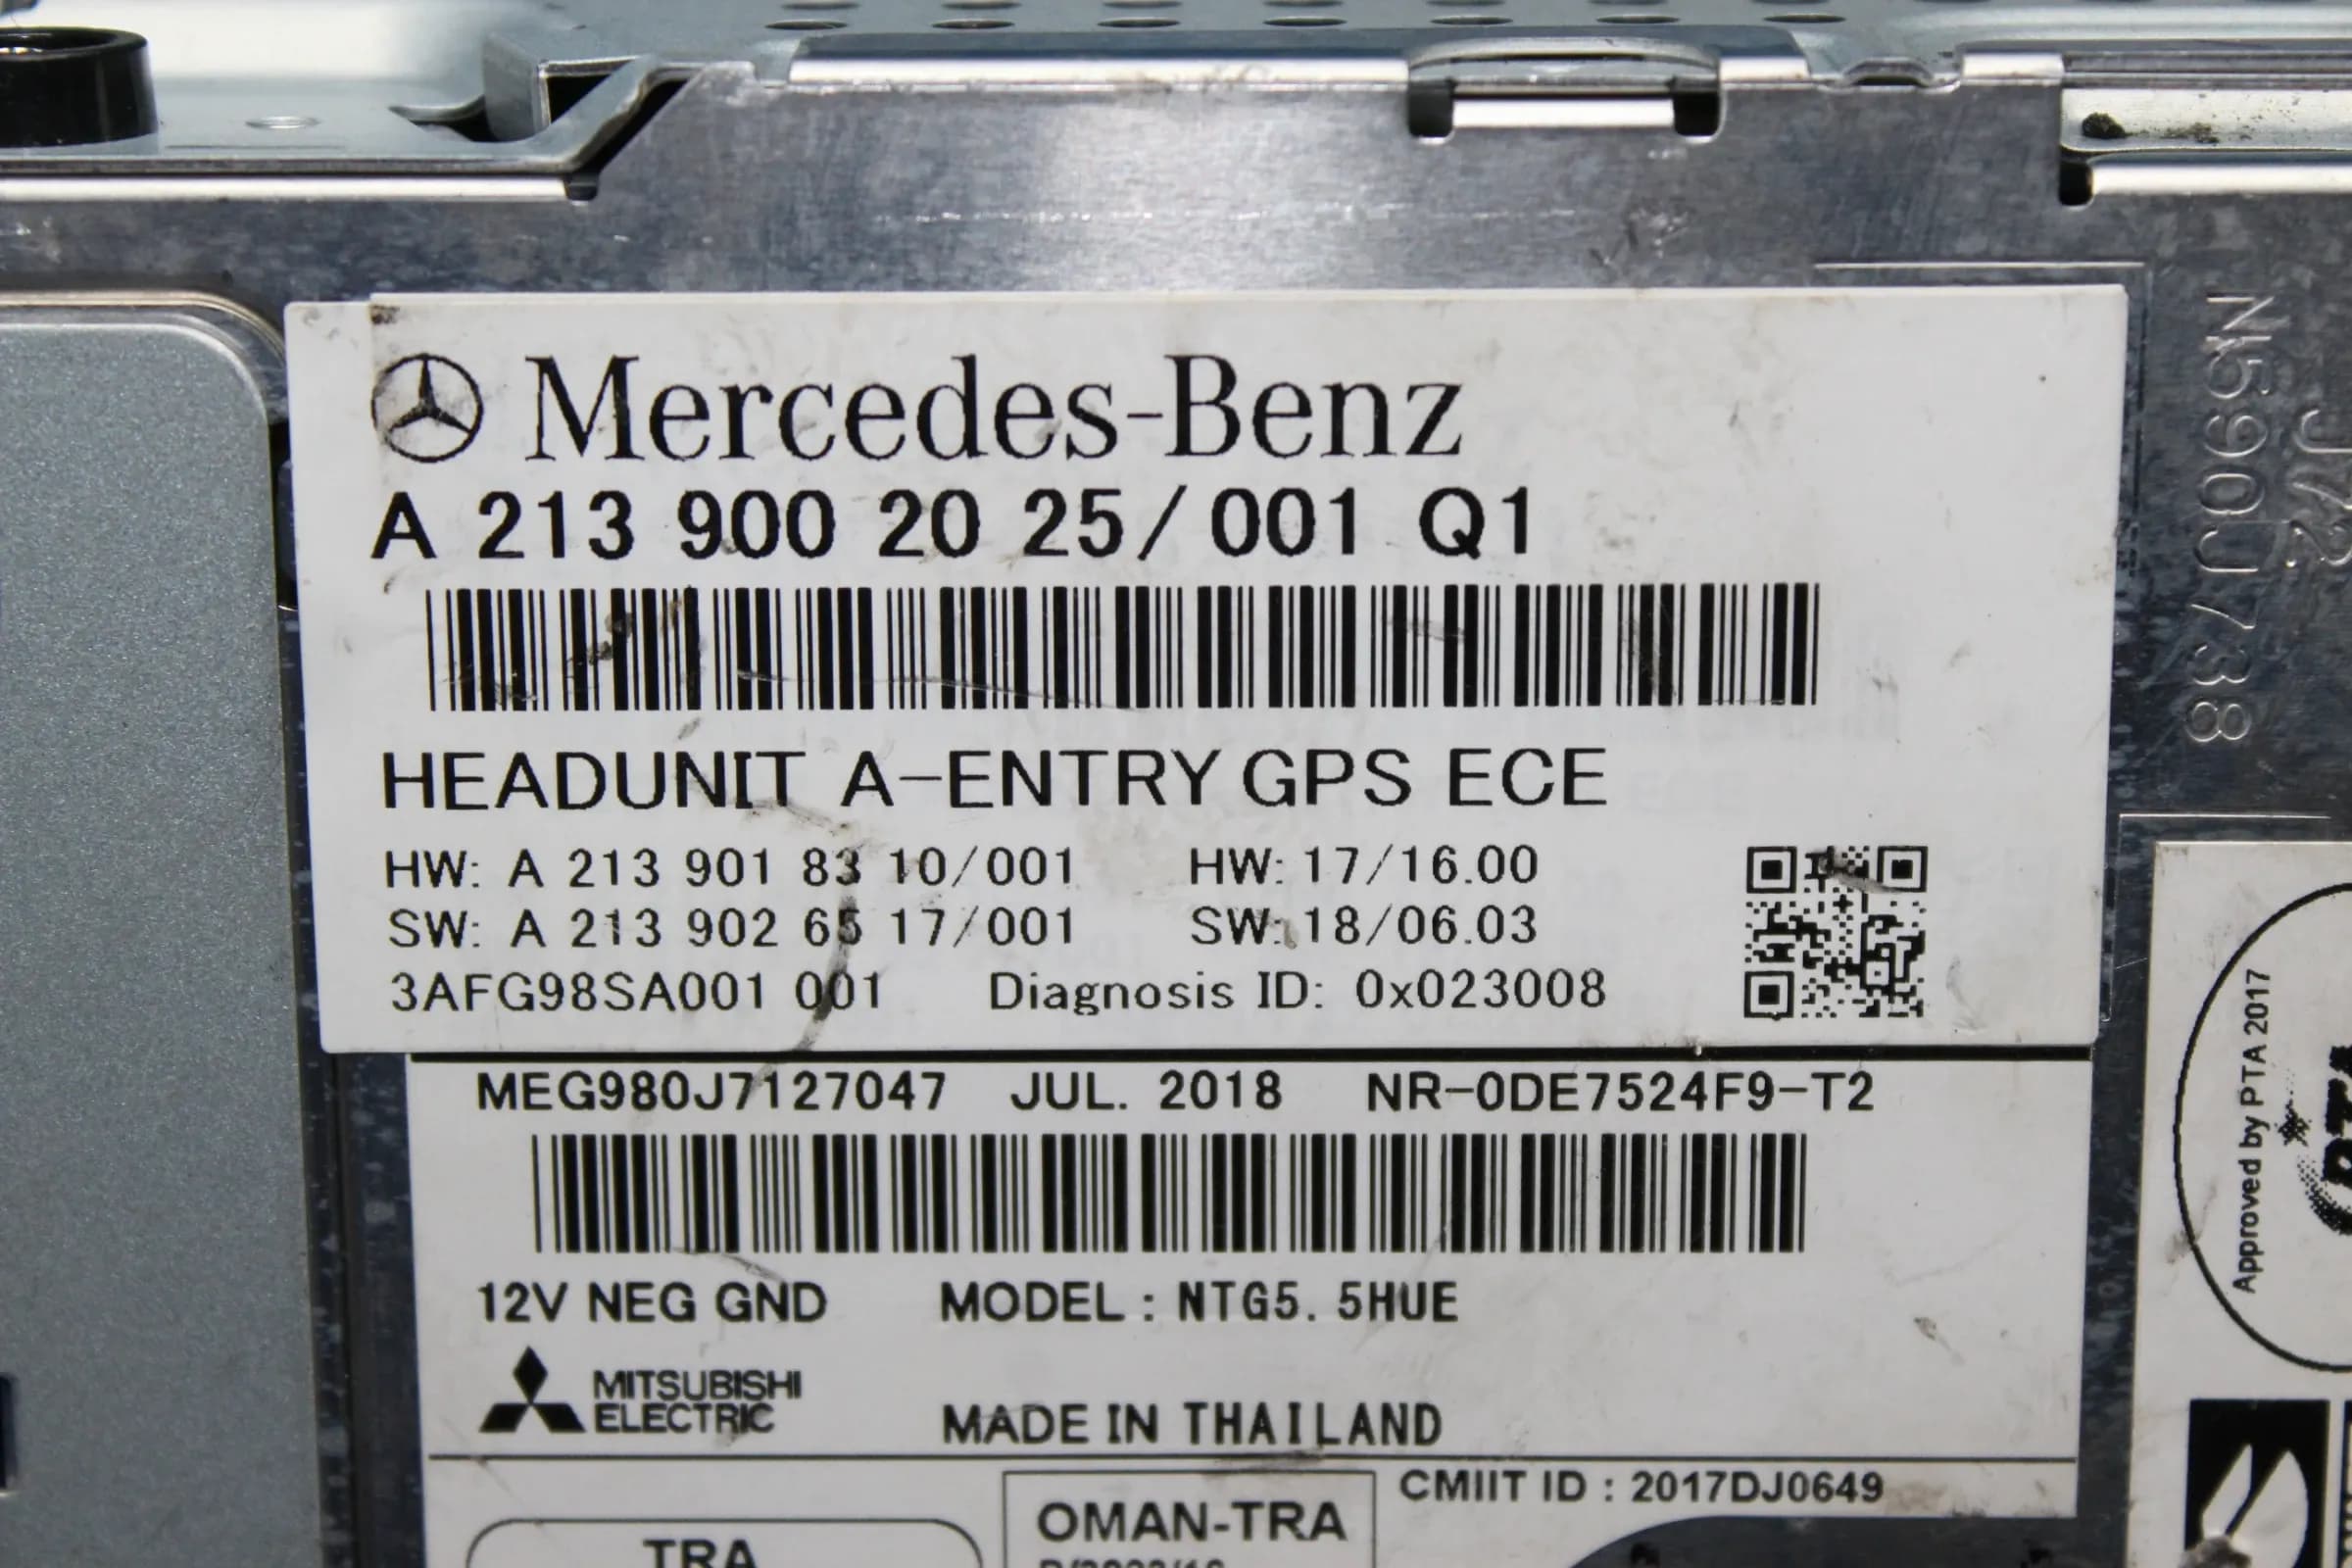 Mercedes-Benz
A 213 900 20 25/001 Q1
HEADUNIT A-ENTRY GPS ECE
HW: A 213 901 83 10/001 HW: 17/16.00
SW: A 213 902 65 17/001 SW: 18/06.03
3AFG98SA001 001 Diagnosis ID: 0x023008
MEG980J7127047 JUL. 2018 NR-0DE7524F9-T2
12V NEG GND MODEL : NTG5. 5HUE
MITSUBISHI
ELECTRIC
MADE IN THAILAND
CMIIT ID : 2017DJ0649
OMAN-TRA
TRA
N590J738
Approved by PTA 2017